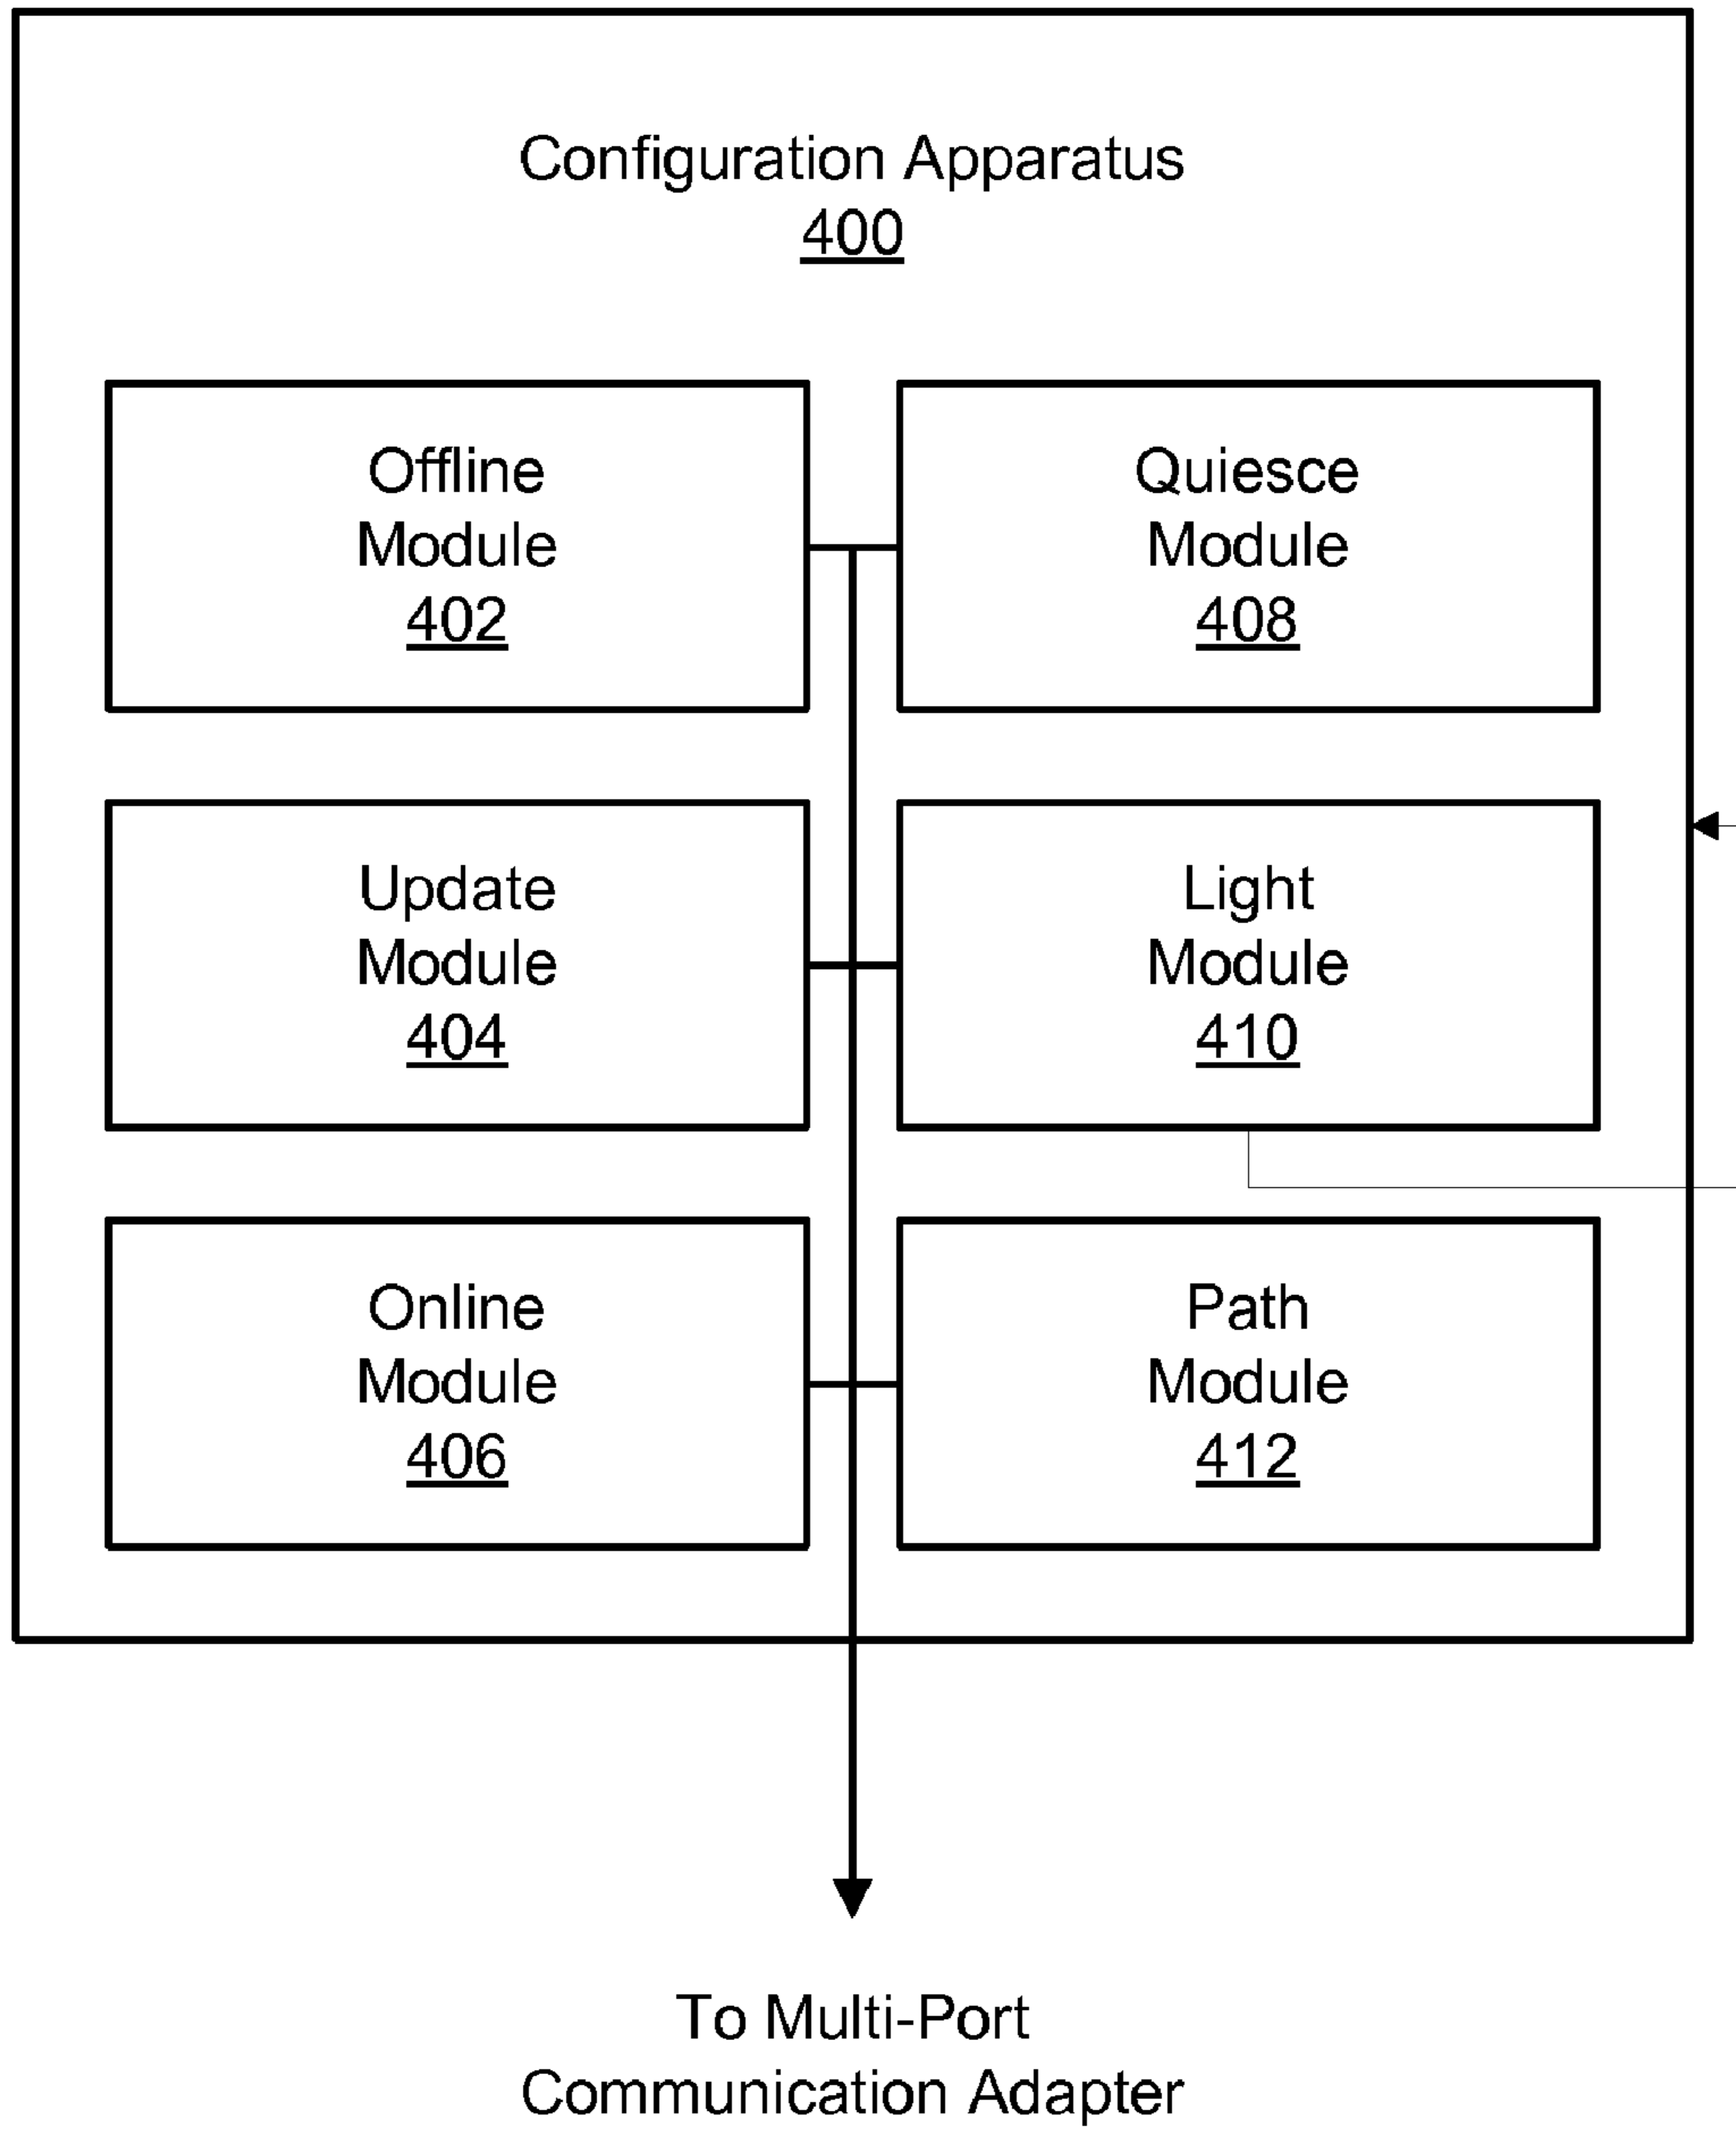 Configuration Apparatus
400
Offline
Module
402
Quiesce
Module
408
Update
Module
404
Light
Module
410
Online
Module
406
Path
Module
412
To Multi-Port
Communication Adapter